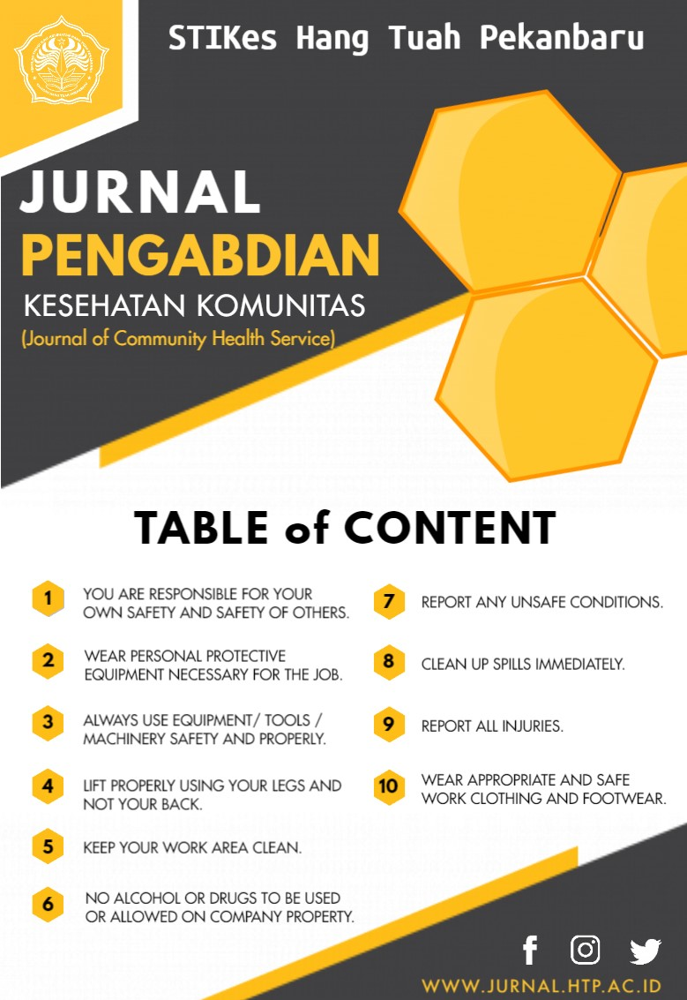 STIKes Hang Tuah Pekanbaru
JURNAL
PENGABDIAN
KESEHATAN KOMUNITAS
(Journal of Community Health Service)
TABLE of CONTENT
1 YOU ARE RESPONSIBLE FOR YOUR
OWN SAFETY AND SAFETY OF OTHERS.
2 WEAR PERSONAL PROTECTIVE
EQUIPMENT NECESSARY FOR THE JOB.
3 ALWAYS USE EQUIPMENT/ TOOLS /
MACHINERY SAFETY AND PROPERLY.
4 LIFT PROPERLY USING YOUR LEGS AND
NOT YOUR BACK.
5 KEEP YOUR WORK AREA CLEAN.
6 NO ALCOHOL OR DRUGS TO BE USED
OR ALLOWED ON COMPANY PROPERTY.
7 REPORT ANY UNSAFE CONDITIONS.
8 CLEAN UP SPILLS IMMEDIATELY.
9 REPORT ALL INJURIES.
10 WEAR APPROPRIATE AND SAFE
WORK CLOTHING AND FOOTWEAR.
WWW.JURNAL.HTP.AC.ID